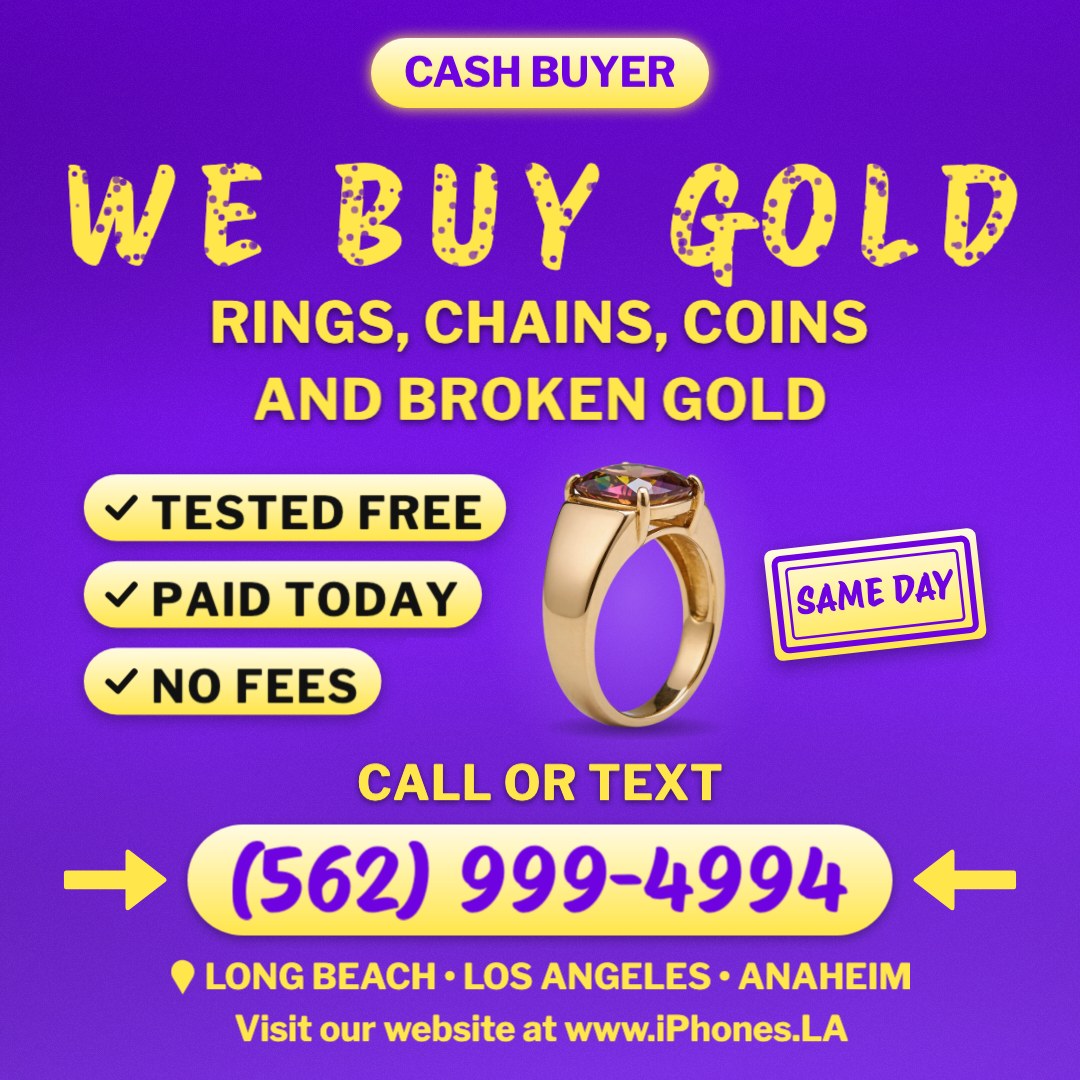 CASH BUYER
WE BUY GOLD
RINGS, CHAINS, COINS
AND BROKEN GOLD
✓ TESTED FREE
✓ PAID TODAY
✓ NO FEES
SAME DAY
CALL OR TEXT
(562) 999-4994
LONG BEACH • LOS ANGELES • ANAHEIM
Visit our website at www.iPhones.LA